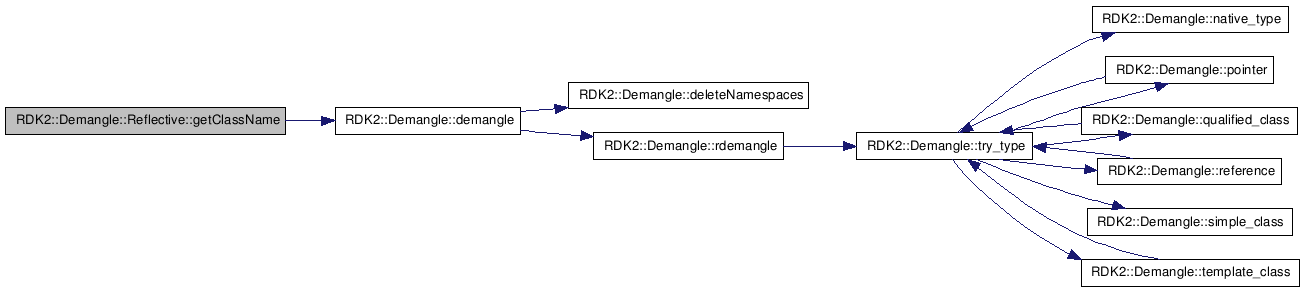 RDK2::Demangle::Reflective::getClassName
RDK2::Demangle::demangle
RDK2::Demangle::deleteNamespaces
RDK2::Demangle::rdemangle
RDK2::Demangle::try_type
RDK2::Demangle::native_type
RDK2::Demangle::pointer
RDK2::Demangle::qualified_class
RDK2::Demangle::reference
RDK2::Demangle::simple_class
RDK2::Demangle::template_class